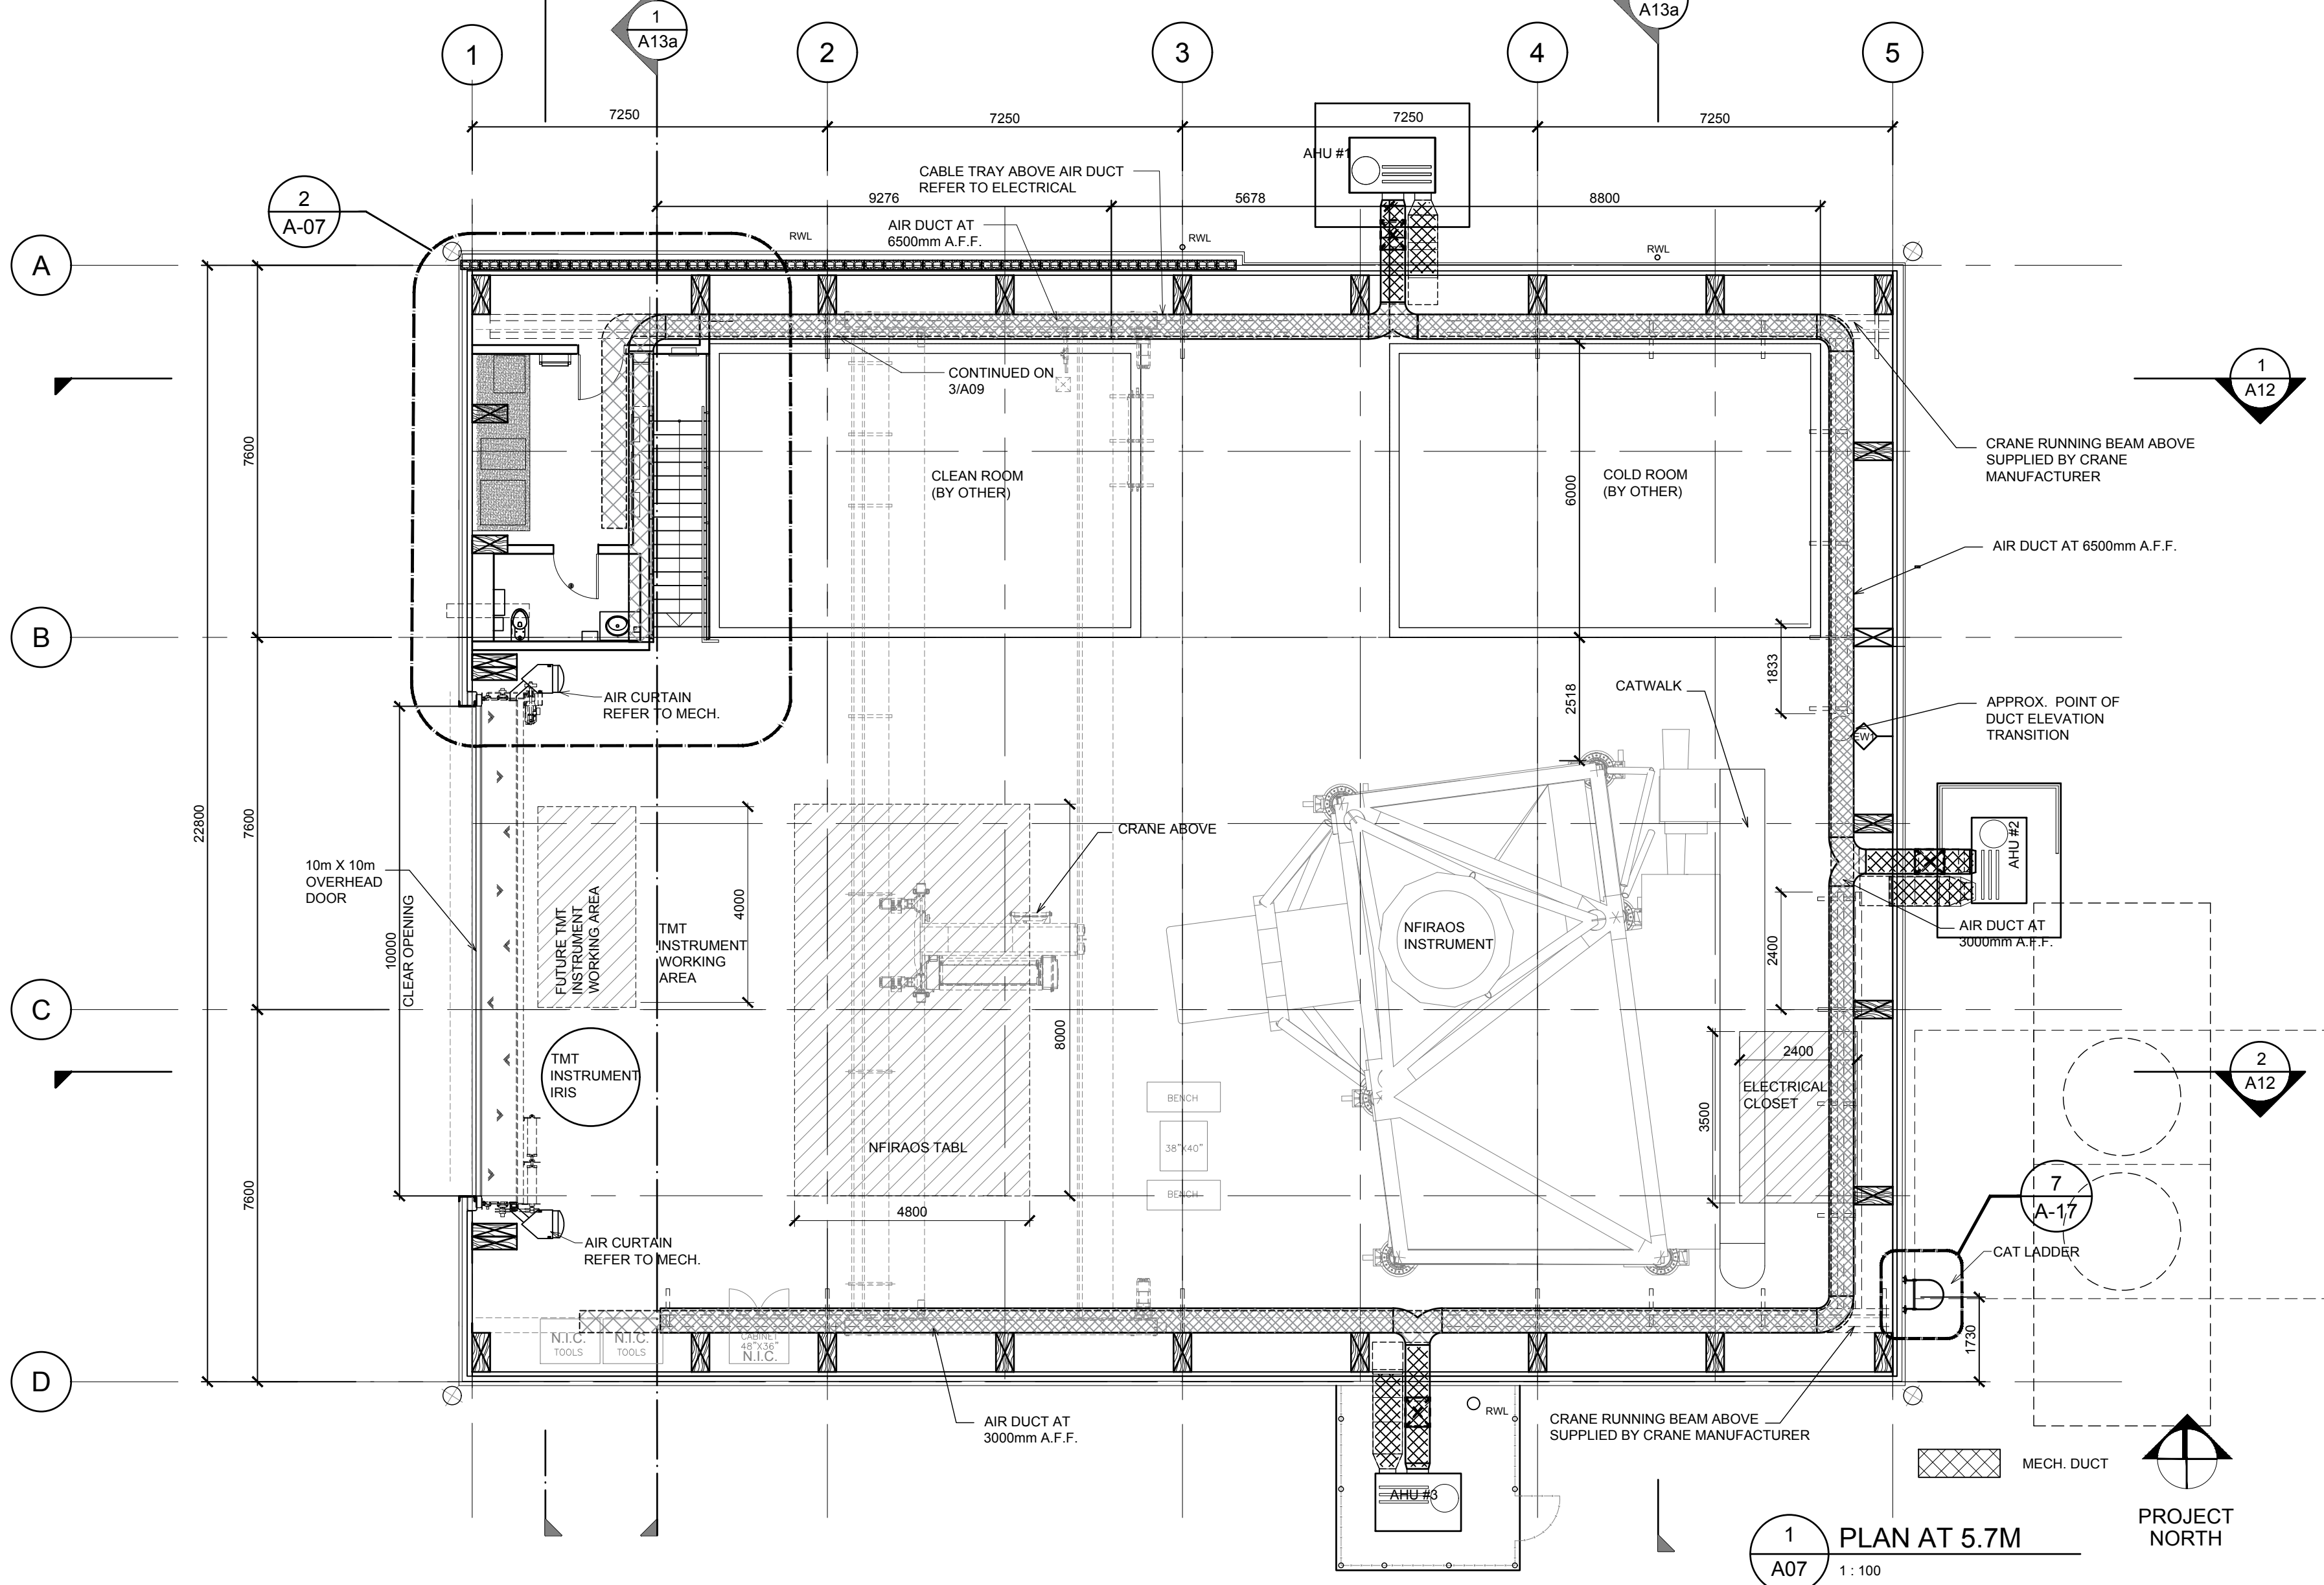 1
A13a
A13a
1
2
3
4
5
7250
7250
7250
7250
AHU #1
CABLE TRAY ABOVE AIR DUCT
REFER TO ELECTRICAL
9276
5678
8800
2
A-07
AIR DUCT AT
6500mm A.F.F.
RWL
RWL
RWL
A
CONTINUED ON
3/A09
1
A12
7600
CLEAN ROOM
(BY OTHER)
6000
COLD ROOM
(BY OTHER)
CRANE RUNNING BEAM ABOVE
SUPPLIED BY CRANE
MANUFACTURER
AIR DUCT AT 6500mm A.F.F.
B
AIR CURTAIN
REFER TO MECH.
2518
CATWALK
1833
APPROX. POINT OF
DUCT ELEVATION
TRANSITION
EW1
22800
7600
10m X 10m
OVERHEAD
DOOR
10000
CLEAR OPENING
FUTURE TMT
INSTRUMENT
WORKING AREA
4000
TMT
INSTRUMENT
WORKING
AREA
CRANE ABOVE
NFIRAOS
INSTRUMENT
2400
AHU #2
AIR DUCT AT
3000mm A.F.F.
C
8000
TMT
INSTRUMENT
IRIS
BENCH
38"X40"
BENCH
NFIRAOS TABL
4800
2400
ELECTRICAL
CLOSET
3500
2
A12
7600
7
A-17
CAT LADDER
1730
AIR CURTAIN
REFER TO MECH.
N.I.C.
TOOLS
N.I.C.
TOOLS
CABINET
48"X36"
N.I.C.
D
AIR DUCT AT
3000mm A.F.F.
RWL
CRANE RUNNING BEAM ABOVE
SUPPLIED BY CRANE MANUFACTURER
AHU #3
MECH. DUCT
PROJECT
NORTH
1
A07
PLAN AT 5.7M
1 : 100